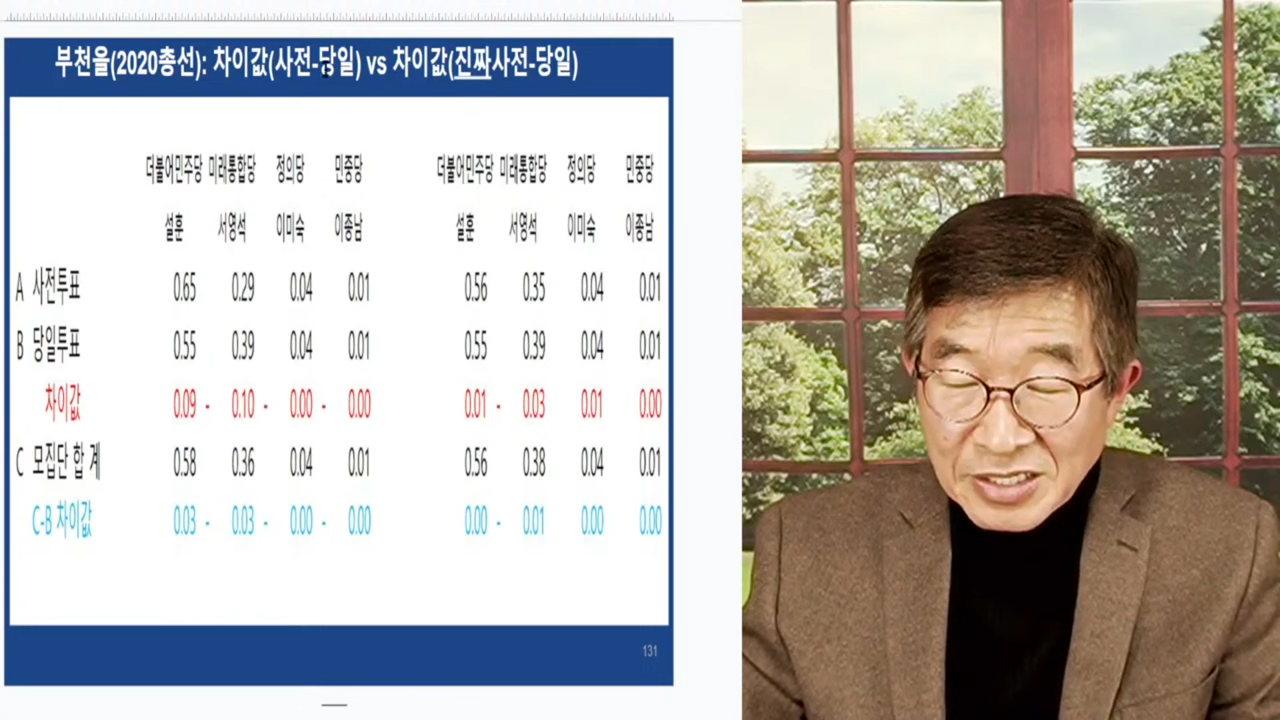 부천을(2020총선): 차이값(사전-당일) vs 차이값(진짜사전-당일)
더불어민주당 미래통합당 정의당 민중당 더불어민주당 미래통합당 정의당 민중당
설훈 서영석 이미숙 이종남 설훈 서영석 이미숙 이종남
A 사전투표 0.65 0.29 0.04 0.01 0.56 0.35 0.04 0.01
B 당일투표 0.55 0.39 0.04 0.01 0.55 0.39 0.04 0.01
차이값 0.09 - 0.10 - 0.00 - 0.00 0.01 - 0.03 0.01 0.00
C 모집단 합 계 0.58 0.36 0.04 0.01 0.56 0.38 0.04 0.01
C-B 차이값 0.03 - 0.03 - 0.00 - 0.00 0.00 - 0.01 0.00 0.00
131